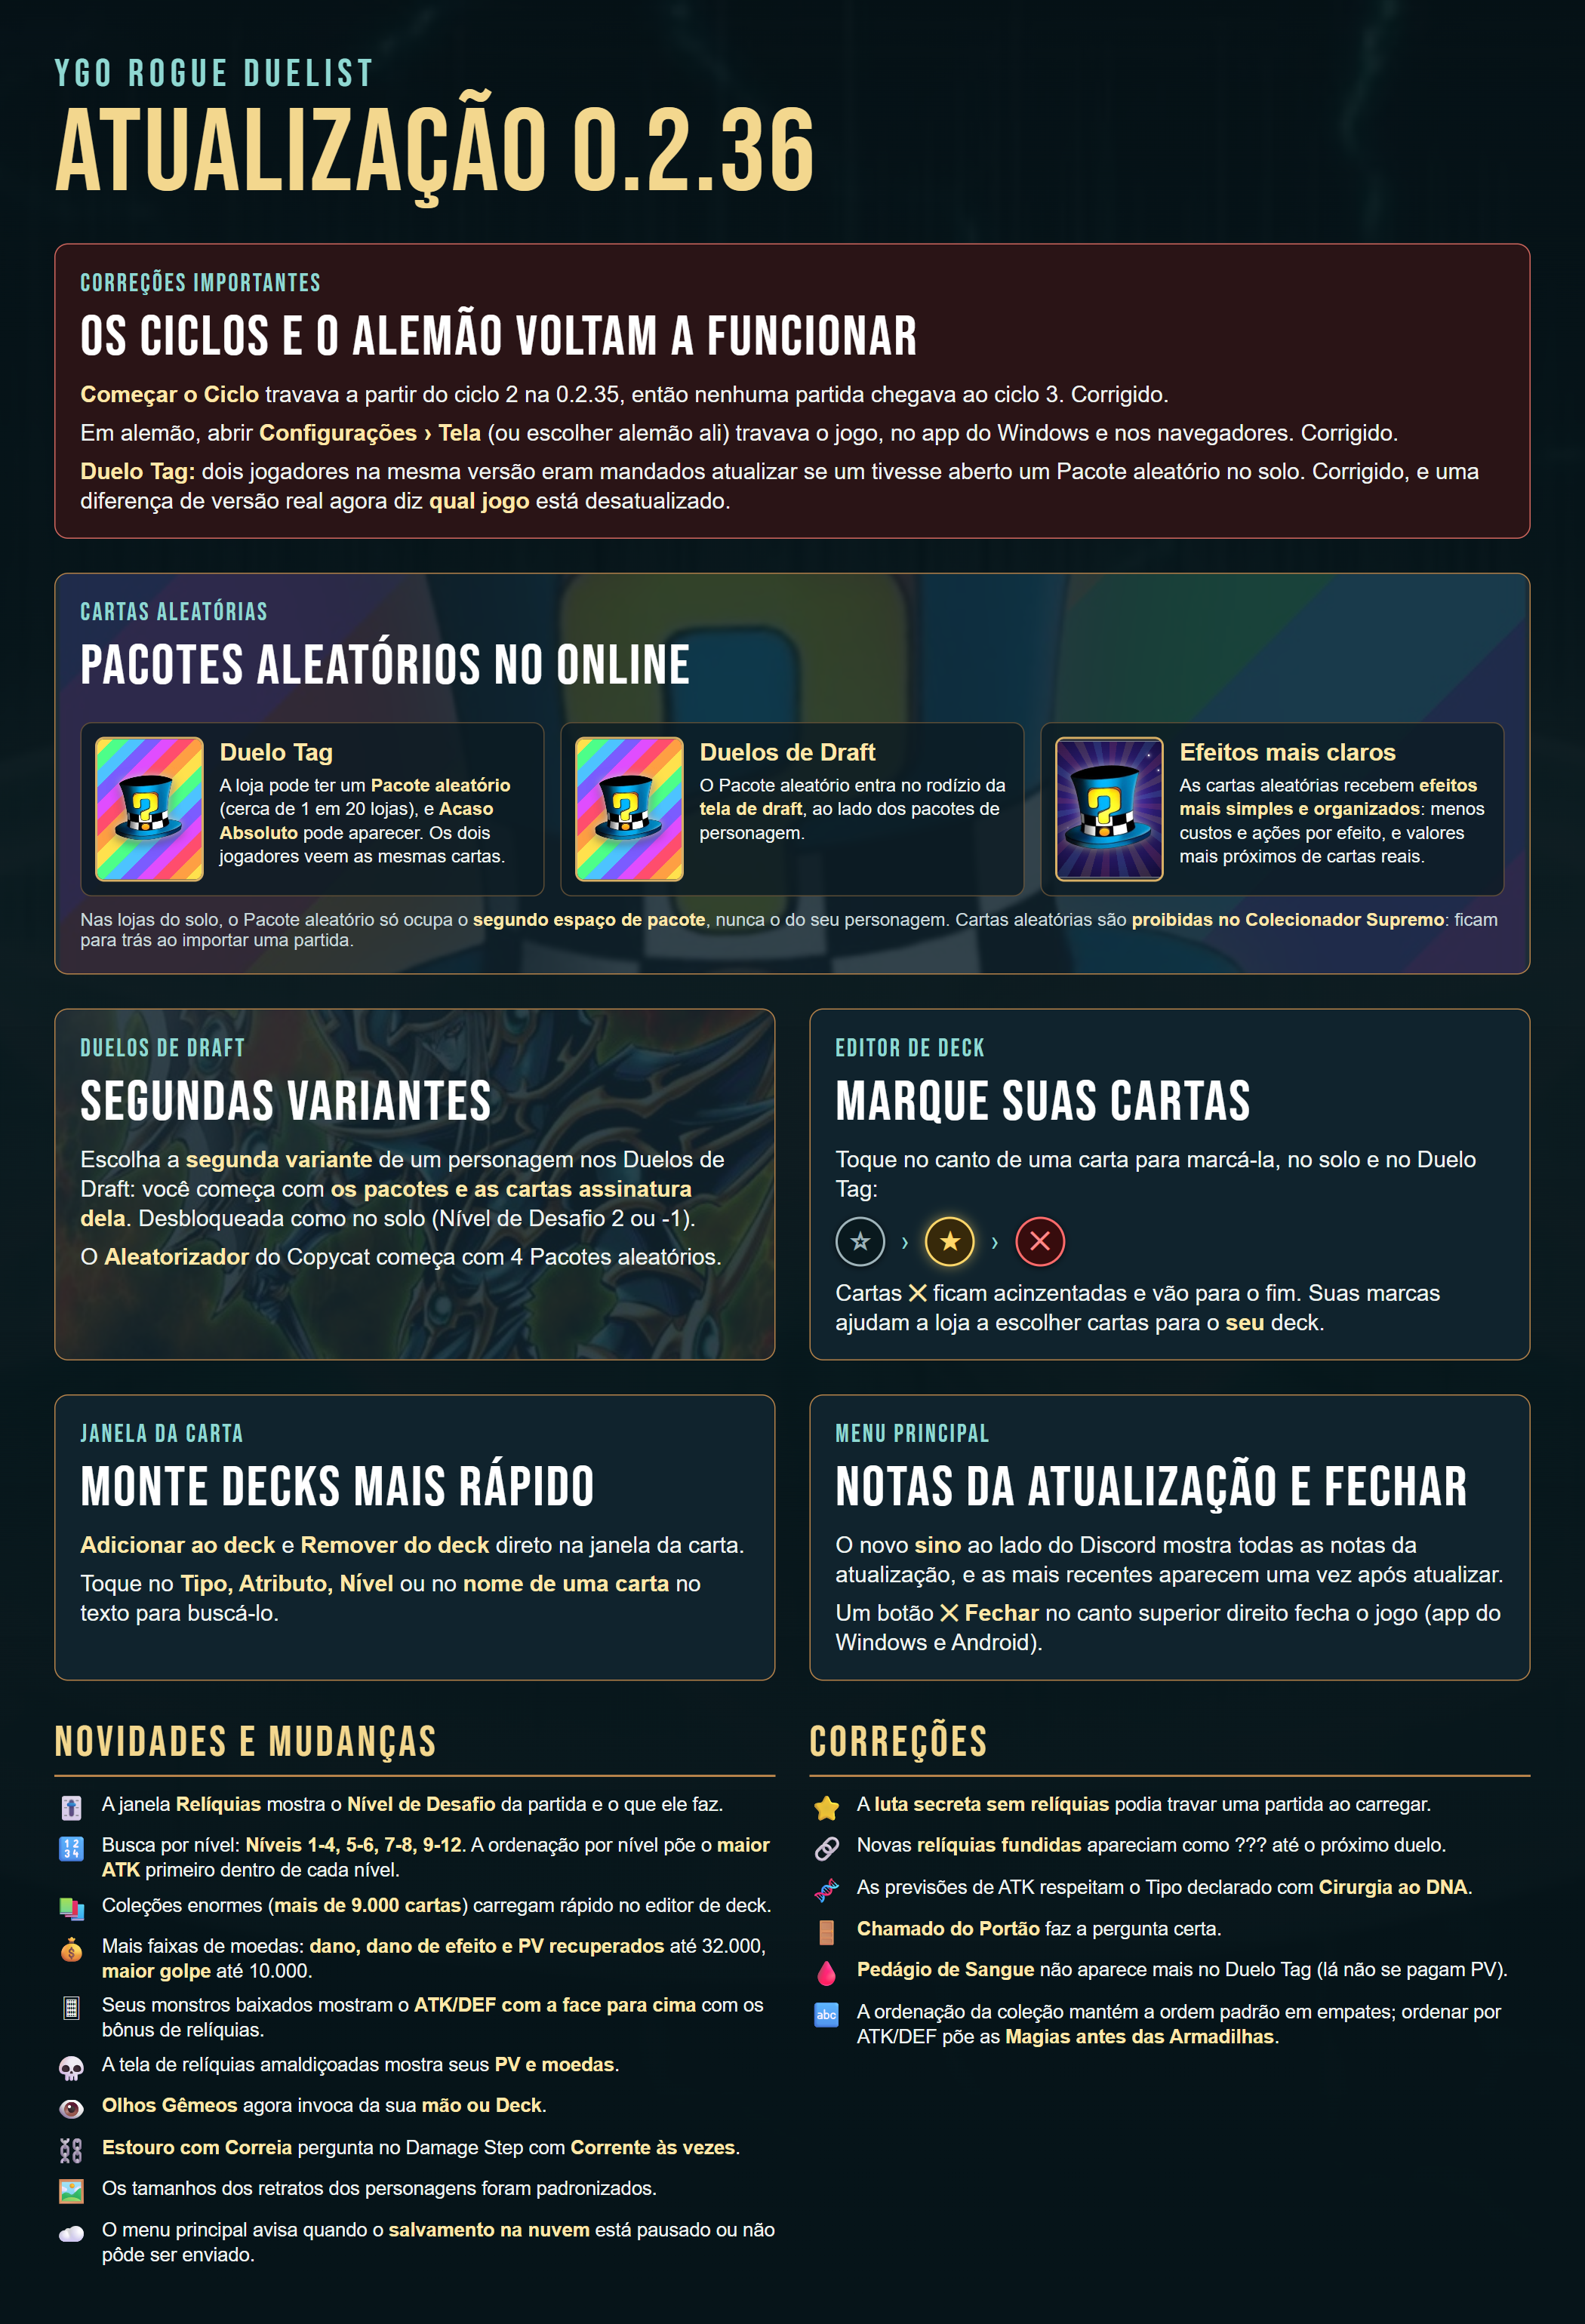 YGO ROGUE DUELIST
ATUALIZAÇÃO 0.2.36
CORREÇÕES IMPORTANTES
OS CICLOS E O ALEMÃO VOLTAM A FUNCIONAR
Começar o Ciclo travava a partir do ciclo 2 na 0.2.35, então nenhuma partida chegava ao ciclo 3. Corrigido.
Em alemão, abrir Configurações › Tela (ou escolher alemão ali) travava o jogo, no app do Windows e nos navegadores. Corrigido.
Duelo Tag: dois jogadores na mesma versão eram mandados atualizar se um tivesse aberto um Pacote aleatório no solo. Corrigido, e uma
diferença de versão real agora diz qual jogo está desatualizado.
CARTAS ALEATÓRIAS
PACOTES ALEATÓRIOS NO ONLINE
Duelo Tag
A loja pode ter um Pacote aleatório
(cerca de 1 em 20 lojas), e Acaso
Absoluto pode aparecer. Os dois
jogadores veem as mesmas cartas.
Duelos de Draft
O Pacote aleatório entra no rodízio da
tela de draft, ao lado dos pacotes de
personagem.
Efeitos mais claros
As cartas aleatórias recebem efeitos
mais simples e organizados: menos
custos e ações por efeito, e valores
mais próximos de cartas reais.
Nas lojas do solo, o Pacote aleatório só ocupa o segundo espaço de pacote, nunca o do seu personagem. Cartas aleatórias são proibidas no Colecionador Supremo: ficam
para trás ao importar uma partida.
DUELOS DE DRAFT
SEGUNDAS VARIANTES
Escolha a segunda variante de um personagem nos Duelos de
Draft: você começa com os pacotes e as cartas assinatura
dela. Desbloqueada como no solo (Nível de Desafio 2 ou -1).
O Aleatorizador do Copycat começa com 4 Pacotes aleatórios.
EDITOR DE DECK
MARQUE SUAS CARTAS
Toque no canto de uma carta para marcá-la, no solo e no Duelo
Tag:
☆ › ★ › ✕
Cartas ✕ ficam acinzentadas e vão para o fim. Suas marcas
ajudam a loja a escolher cartas para o seu deck.
JANELA DA CARTA
MONTE DECKS MAIS RÁPIDO
Adicionar ao deck e Remover do deck direto na janela da carta.
Toque no Tipo, Atributo, Nível ou no nome de uma carta no
texto para buscá-lo.
MENU PRINCIPAL
NOTAS DA ATUALIZAÇÃO E FECHAR
O novo sino ao lado do Discord mostra todas as notas da
atualização, e as mais recentes aparecem uma vez após atualizar.
Um botão ✕ Fechar no canto superior direito fecha o jogo (app do
Windows e Android).
NOVIDADES E MUDANÇAS
A janela Relíquias mostra o Nível de Desafio da partida e o que ele faz.
Busca por nível: Níveis 1-4, 5-6, 7-8, 9-12. A ordenação por nível põe o maior
ATK primeiro dentro de cada nível.
Coleções enormes (mais de 9.000 cartas) carregam rápido no editor de deck.
Mais faixas de moedas: dano, dano de efeito e PV recuperados até 32.000,
maior golpe até 10.000.
Seus monstros baixados mostram o ATK/DEF com a face para cima com os
bônus de relíquias.
A tela de relíquias amaldiçoadas mostra seus PV e moedas.
Olhos Gêmeos agora invoca da sua mão ou Deck.
Estouro com Correia pergunta no Damage Step com Corrente às vezes.
Os tamanhos dos retratos dos personagens foram padronizados.
O menu principal avisa quando o salvamento na nuvem está pausado ou não
pôde ser enviado.
CORREÇÕES
A luta secreta sem relíquias podia travar uma partida ao carregar.
Novas relíquias fundidas apareciam como ??? até o próximo duelo.
As previsões de ATK respeitam o Tipo declarado com Cirurgia ao DNA.
Chamado do Portão faz a pergunta certa.
Pedágio de Sangue não aparece mais no Duelo Tag (lá não se pagam PV).
A ordenação da coleção mantém a ordem padrão em empates; ordenar por
ATK/DEF põe as Magias antes das Armadilhas.